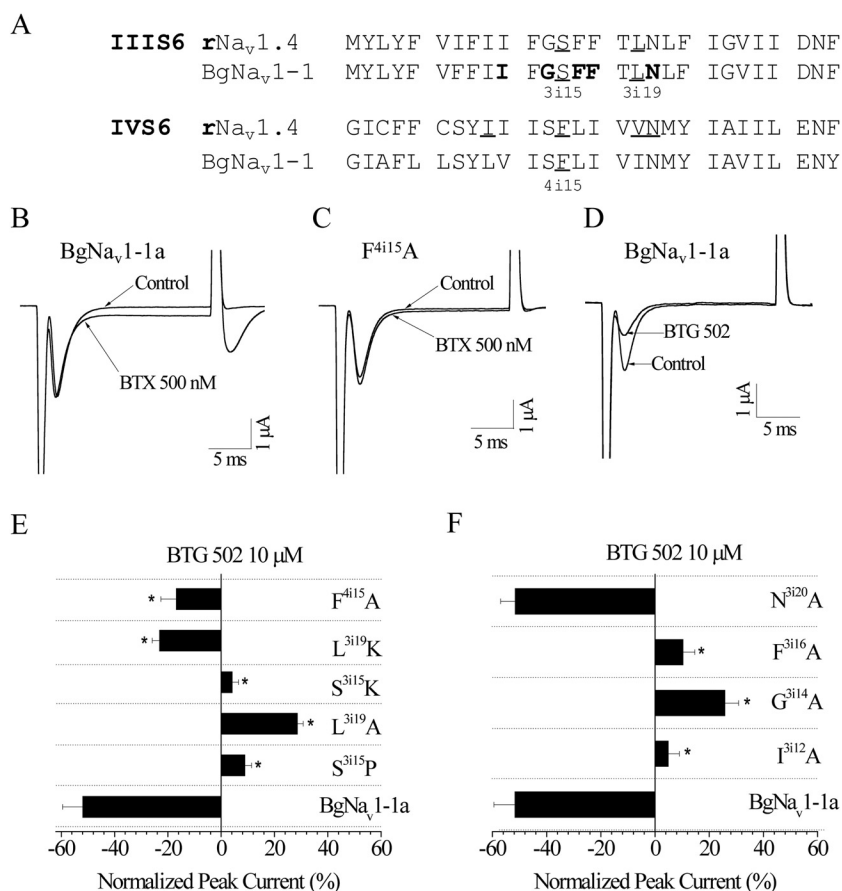 A
IIIS6 rNaᵥ1.4 MYLYF VIFII FGSFF TLNLF IGVII DNF
BgNaᵥ1-1 MYLYF VFFII FGSFF TLNLF IGVII DNF
3i15 3i19
IVS6 rNaᵥ1.4 GICFF CSYII ISFLI VVNMY IAIIL ENF
BgNaᵥ1-1 GIAFL LSYLV ISFLI VINMY IAVIL ENY
4i15
B
BgNaᵥ1-1a
Control
BTX 500 nM
1 μA
5 ms
C
F⁴ⁱ¹⁵A
Control
BTX 500 nM
1 μA
5 ms
D
BgNaᵥ1-1a
BTG 502
Control
1 μA
5 ms
E
BTG 502 10 μM
* F⁴ⁱ¹⁵A
* L³ⁱ¹⁹K
* S³ⁱ¹⁵K
* L³ⁱ¹⁹A
* S³ⁱ¹⁵P
BgNaᵥ1-1a
-60 -40 -20 0 20 40 60
Normalized Peak Current (%)
F
BTG 502 10 μM
N³ⁱ²⁰A
* F³ⁱ¹⁶A
* G³ⁱ¹⁴A
* I³ⁱ¹²A
BgNaᵥ1-1a
-60 -40 -20 0 20 40 60
Normalized Peak Current (%)